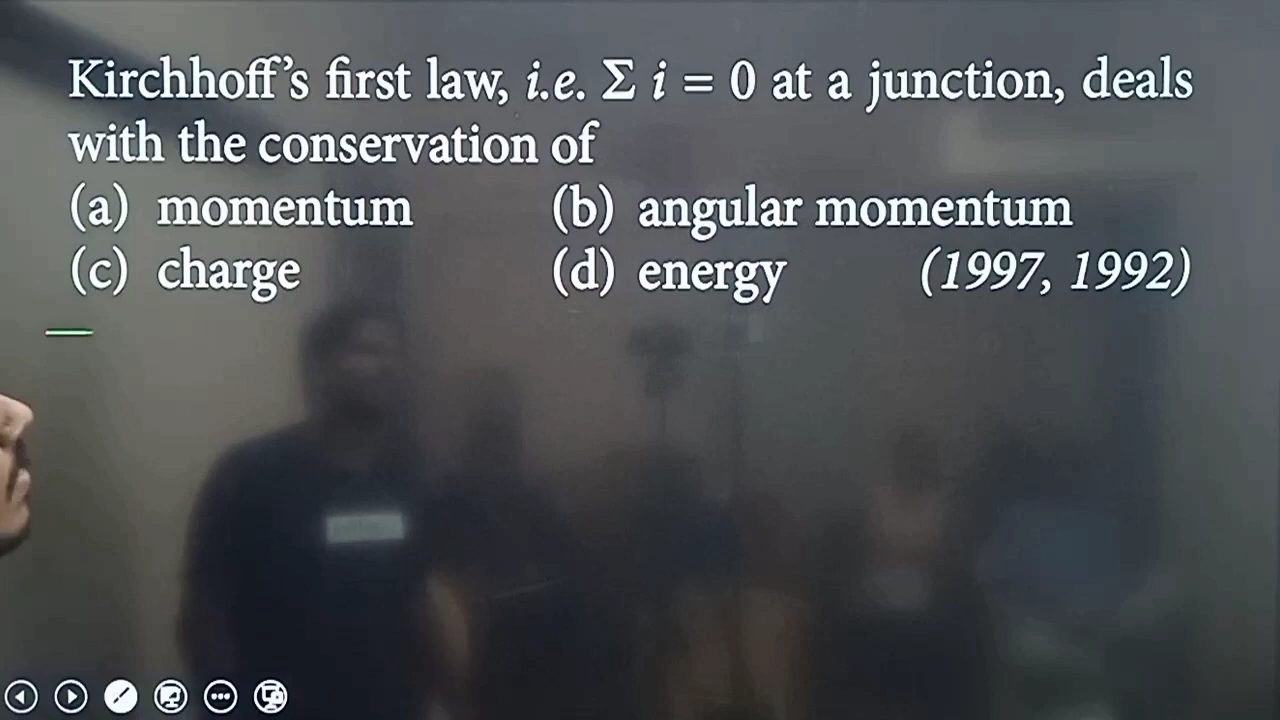 Kirchhoff’s first law, i.e. Σ i = 0 at a junction, deals
with the conservation of
(a) momentum (b) angular momentum
(c) charge (d) energy (1997, 1992)